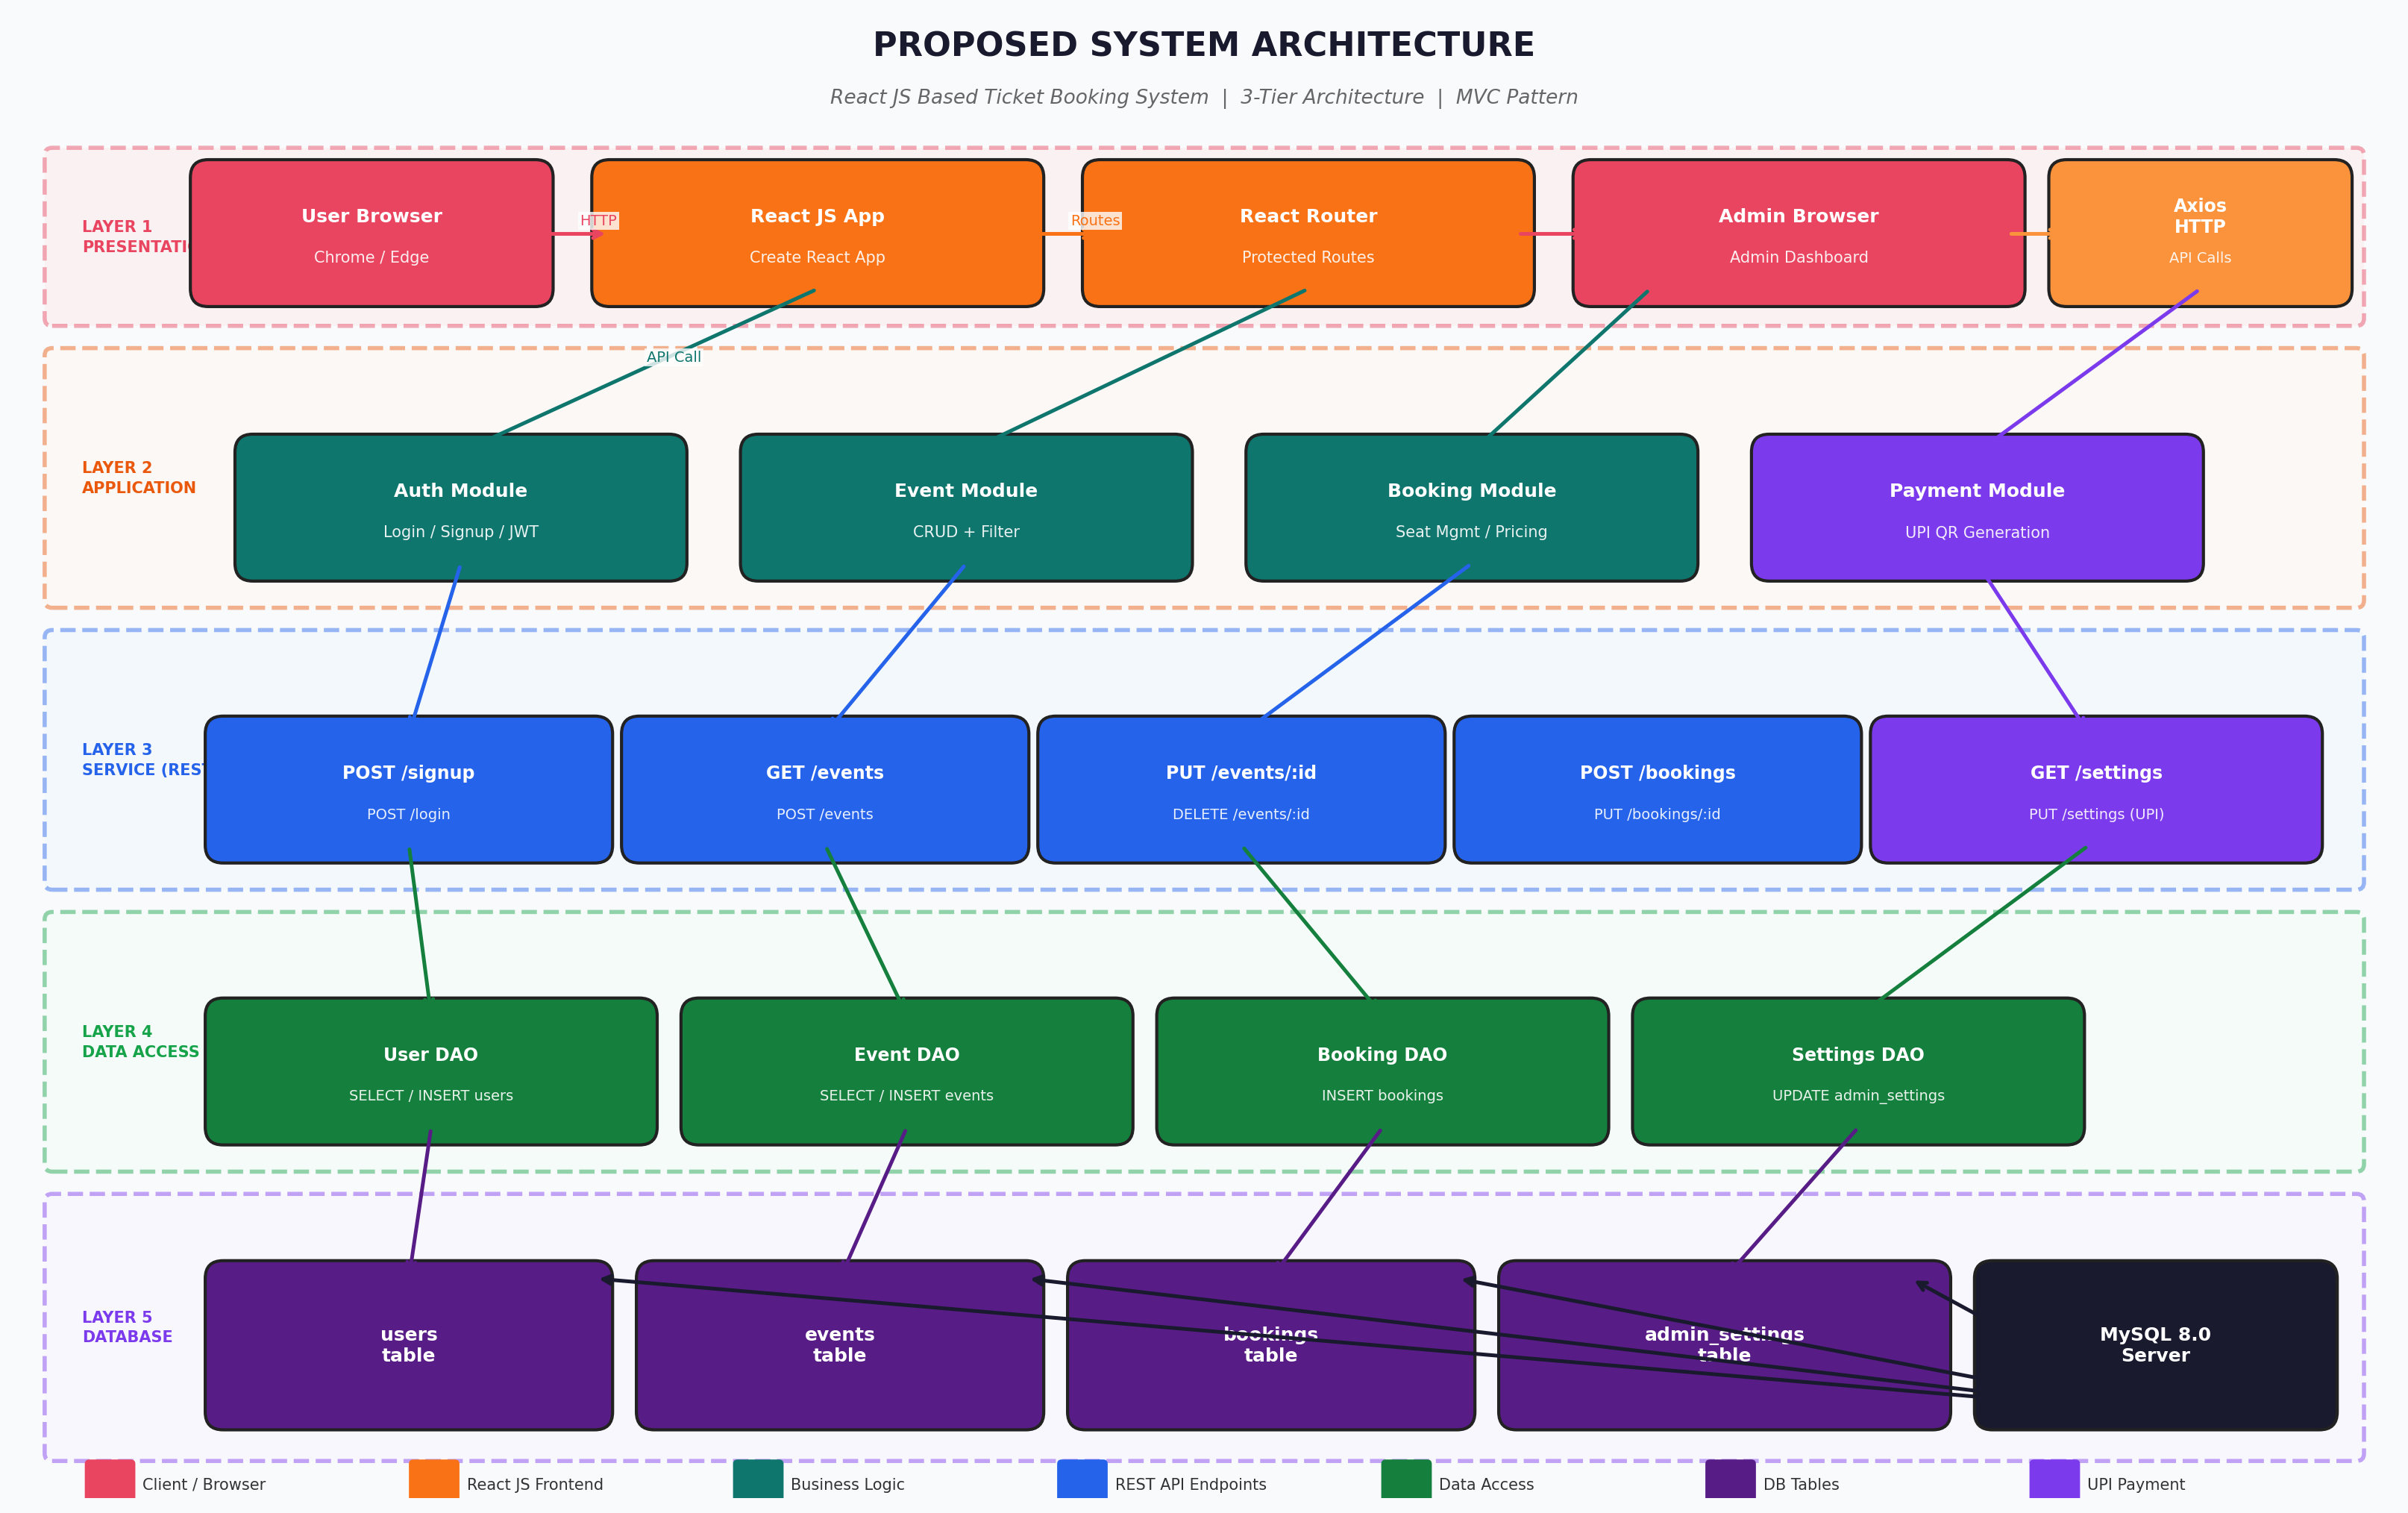 PROPOSED SYSTEM ARCHITECTURE
React JS Based Ticket Booking System | 3-Tier Architecture | MVC Pattern
LAYER 1
PRESENTATI
User Browser
Chrome / Edge
HTTP
React JS App
Create React App
Routes
React Router
Protected Routes
Admin Browser
Admin Dashboard
Axios
HTTP
API Calls
API Call
LAYER 2
APPLICATION
Auth Module
Login / Signup / JWT
Event Module
CRUD + Filter
Booking Module
Seat Mgmt / Pricing
Payment Module
UPI QR Generation
LAYER 3
SERVICE (REST
POST /signup
POST /login
GET /events
POST /events
PUT /events/:id
DELETE /events/:id
POST /bookings
PUT /bookings/:id
GET /settings
PUT /settings (UPI)
LAYER 4
DATA ACCESS
User DAO
SELECT / INSERT users
Event DAO
SELECT / INSERT events
Booking DAO
INSERT bookings
Settings DAO
UPDATE admin_settings
LAYER 5
DATABASE
users
table
events
table
bookings
table
admin_settings
table
MySQL 8.0
Server
Client / Browser
React JS Frontend
Business Logic
REST API Endpoints
Data Access
DB Tables
UPI Payment